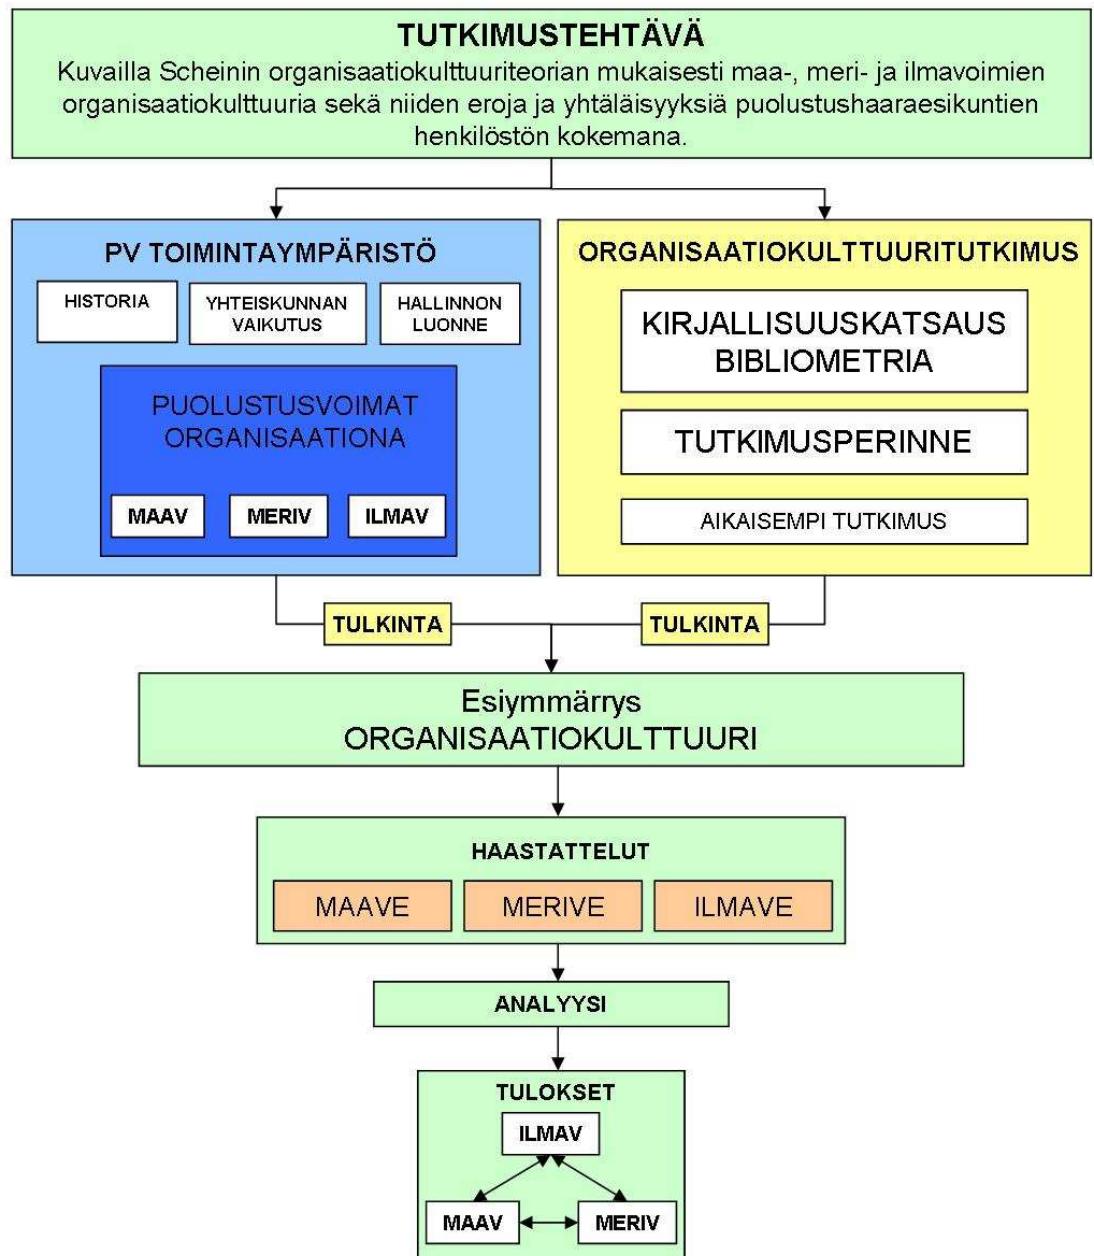 TUTKIMUSTEHTÄVÄ
Kuvailla Scheinin organisaatiokulttuuriteorian mukaisesti maa-, meri- ja ilmavoimien
organisaatiokulttuuria sekä niiden eroja ja yhtäläisyyksiä puolustushaaraesikuntien
henkilöstön kokemana.
PV TOIMINTAYMPÄRISTÖ
HISTORIA
YHTEISKUNNAN
VAIKUTUS
HALLINNON
LUONNE
PUOLUSTUSVOIMAT
ORGANISAATIONA
MAAV
MERIV
ILMAV
ORGANISAATIOKULTTUURITUTKIMUS
KIRJALLISUUSKATSAUS
BIBLIOMETRIA
TUTKIMUSPERINNE
AIKAISEMPI TUTKIMUS
TULKINTA
TULKINTA
Esiymmärrys
ORGANISAATIOKULTTUURI
HAASTATTELUT
MAAVE
MERIVE
ILMAVE
ANALYYSI
TULOKSET
ILMAV
MAAV
MERIV